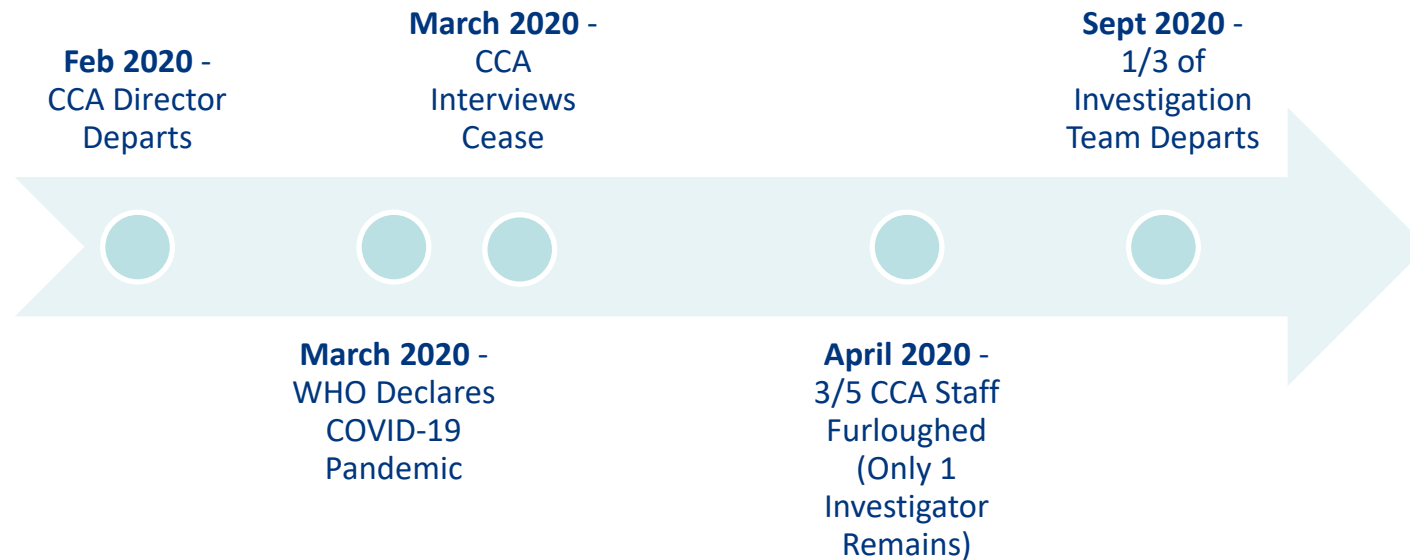 Feb 2020 -
CCA Director
Departs
March 2020 -
WHO Declares
COVID-19
Pandemic
March 2020 -
CCA
Interviews
Cease
April 2020 -
3/5 CCA Staff
Furloughed
(Only 1
Investigator
Remains)
Sept 2020 -
1/3 of
Investigation
Team Departs